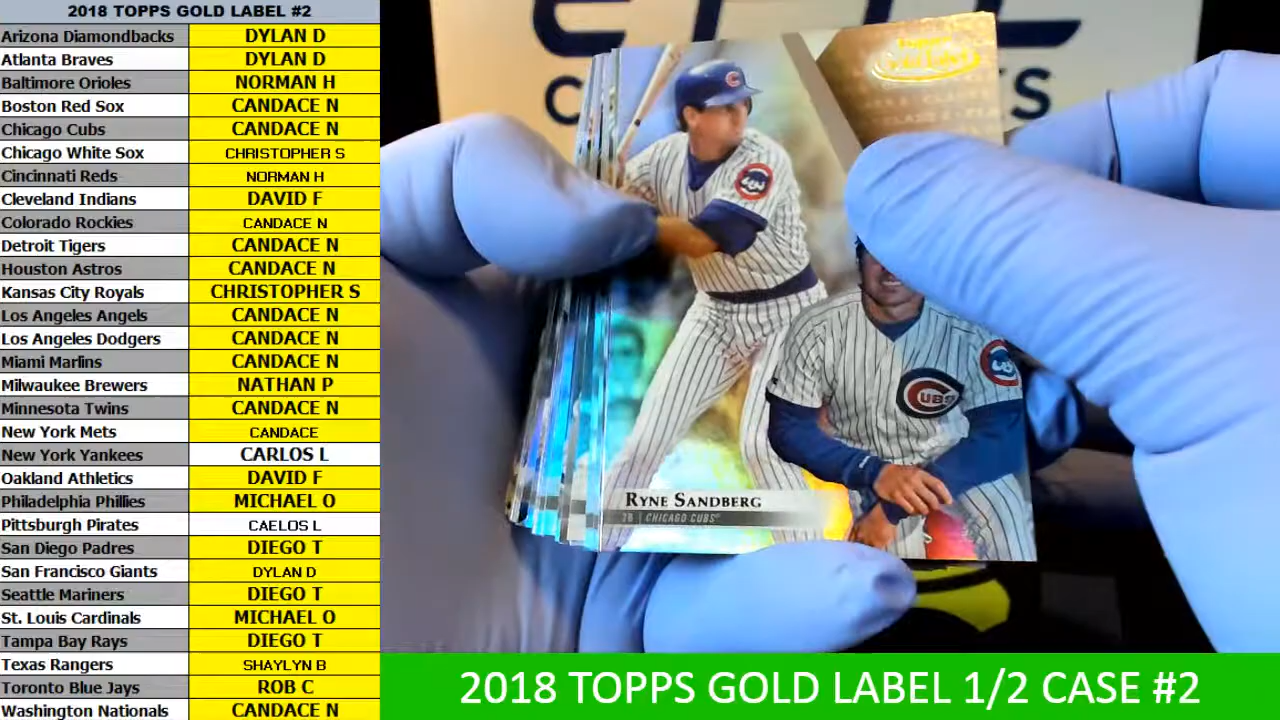 2018 TOPPS GOLD LABEL #2
Arizona Diamondbacks DYLAN D
Atlanta Braves DYLAN D
Baltimore Orioles NORMAN H
Boston Red Sox CANDACE N
Chicago Cubs CANDACE N
Chicago White Sox CHRISTOPHER S
Cincinnati Reds NORMAN H
Cleveland Indians DAVID F
Colorado Rockies CANDACE N
Detroit Tigers CANDACE N
Houston Astros CANDACE N
Kansas City Royals CHRISTOPHER S
Los Angeles Angels CANDACE N
Los Angeles Dodgers CANDACE N
Miami Marlins CANDACE N
Milwaukee Brewers NATHAN P
Minnesota Twins CANDACE N
New York Mets CANDACE
New York Yankees CARLOS L
Oakland Athletics DAVID F
Philadelphia Phillies MICHAEL O
Pittsburgh Pirates CAELOS L
San Diego Padres DIEGO T
San Francisco Giants DYLAN D
Seattle Mariners DIEGO T
St. Louis Cardinals MICHAEL O
Tampa Bay Rays DIEGO T
Texas Rangers SHAYLYN B
Toronto Blue Jays ROB C
Washington Nationals CANDACE N
C
CUBS
RYNE SANDBERG
2B | CHICAGO CUBS
2018 TOPPS GOLD LABEL 1/2 CASE #2